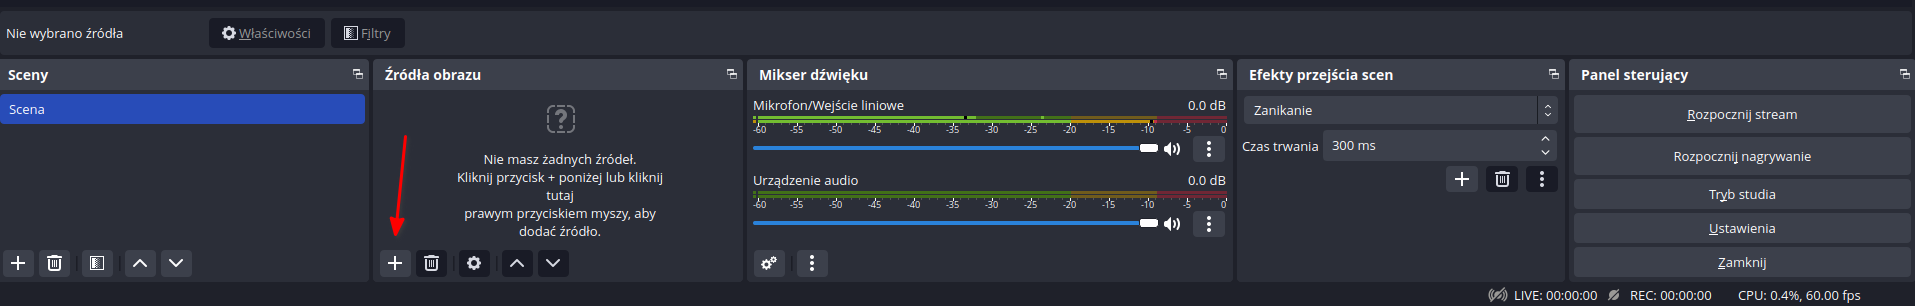 Nie wybrano źródła
Właściwości
Filtry
Sceny
Scena
Źródła obrazu
Nie masz żadnych źródeł.
Kliknij przycisk + poniżej lub kliknij
tutaj
prawym przyciskiem myszy, aby
dodać źródło.
Mikser dźwięku
Mikrofon/Wejście liniowe 0.0 dB
-60 -55 -50 -45 -40 -35 -30 -25 -20 -15 -10 -5 0
Urządzenie audio 0.0 dB
-60 -55 -50 -45 -40 -35 -30 -25 -20 -15 -10 -5 0
Efekty przejścia scen
Zanikanie
Czas trwania 300 ms
Panel sterujący
Rozpocznij stream
Rozpocznij nagrywanie
Tryb studia
Ustawienia
Zamknij
LIVE: 00:00:00 REC: 00:00:00 CPU: 0.4%, 60.00 fps